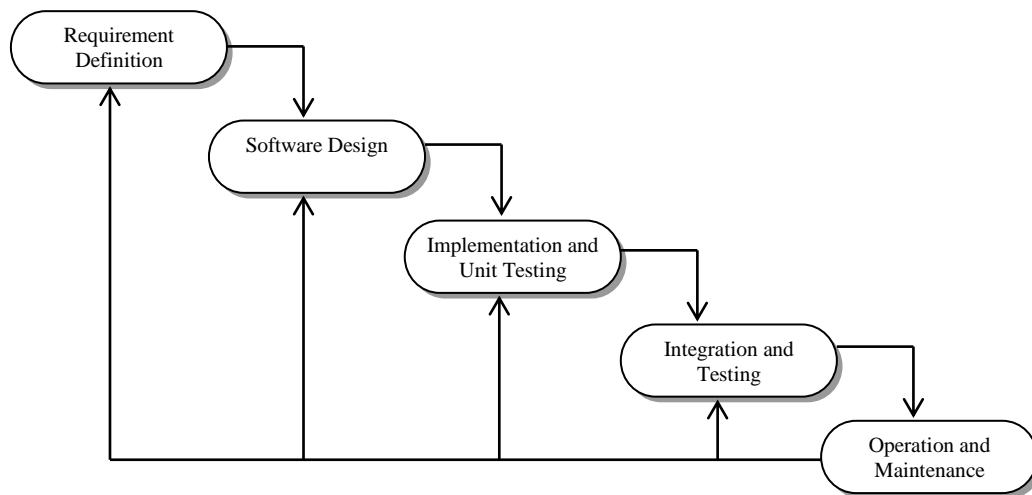 Requirement
Definition
Software Design
Implementation and
Unit Testing
Integration and
Testing
Operation and
Maintenance